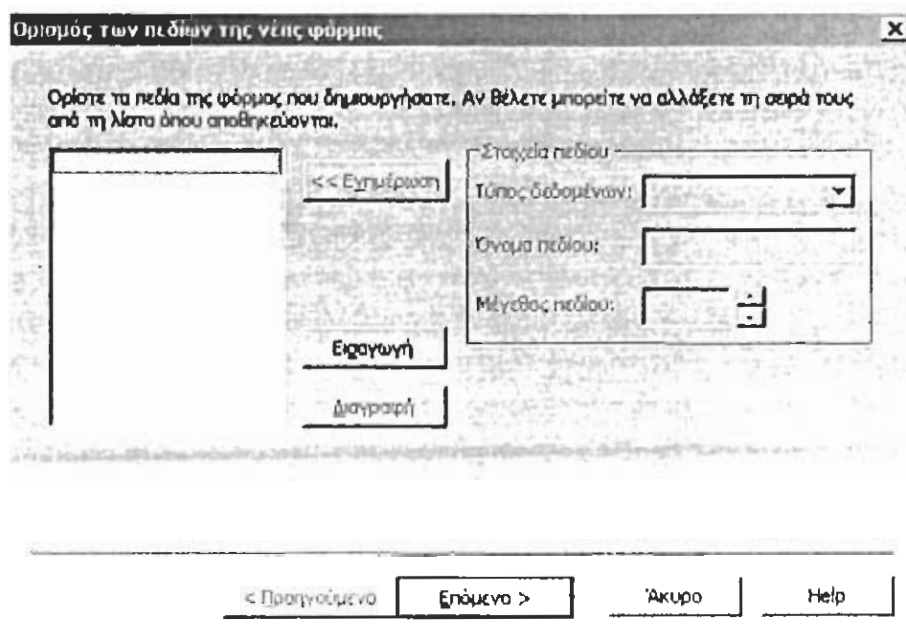 Ορισμός των πεδίων της νέας φόρμας
Ορίστε τα πεδία της φόρμας που δημιουργήσατε. Αν θέλετε μπορείτε να αλλάξετε τη σειρά τους
από τη λίστα όπου αποθηκεύονται.
<< Ενημέρωση
Εισαγωγή
Διαγραφή
Στοιχεία πεδίου
Τύπος δεδομένων:
Όνομα πεδίου:
Μέγεθος πεδίου:
< Προηγούμενο
Επόμενο >
Άκυρο
Help